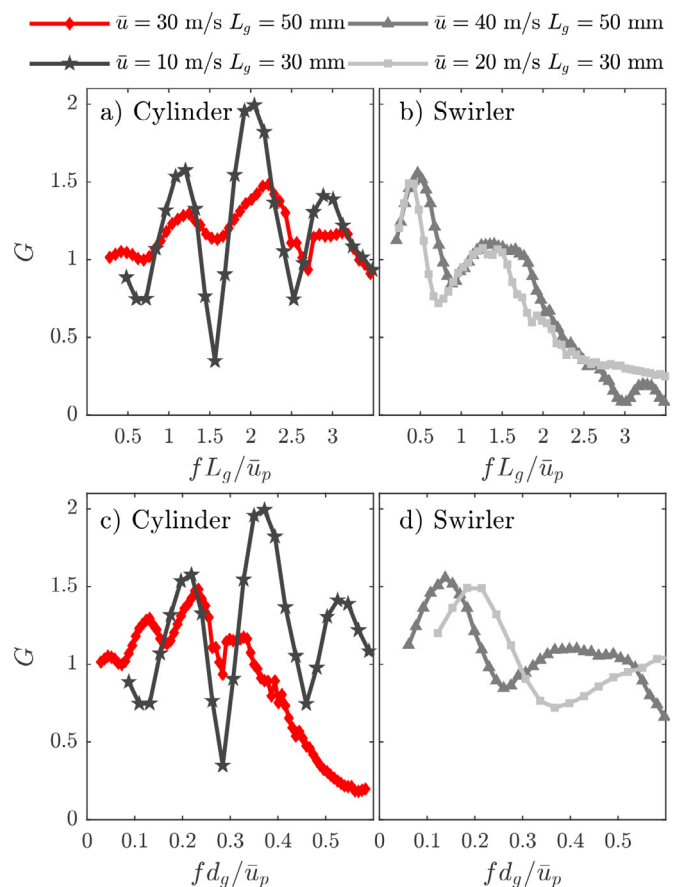 ū = 30 m/s L_g = 50 mm ū = 40 m/s L_g = 50 mm
ū = 10 m/s L_g = 30 mm ū = 20 m/s L_g = 30 mm
a) Cylinder b) Swirler
2
1.5
1
0.5
0
G
0.5 1 1.5 2 2.5 3 0.5 1 1.5 2 2.5 3
fL_g/ū_p fL_g/ū_p
c) Cylinder d) Swirler
2
1.5
1
0.5
0
G
0 0.1 0.2 0.3 0.4 0.5 0.1 0.2 0.3 0.4 0.5
fd_g/ū_p fd_g/ū_p